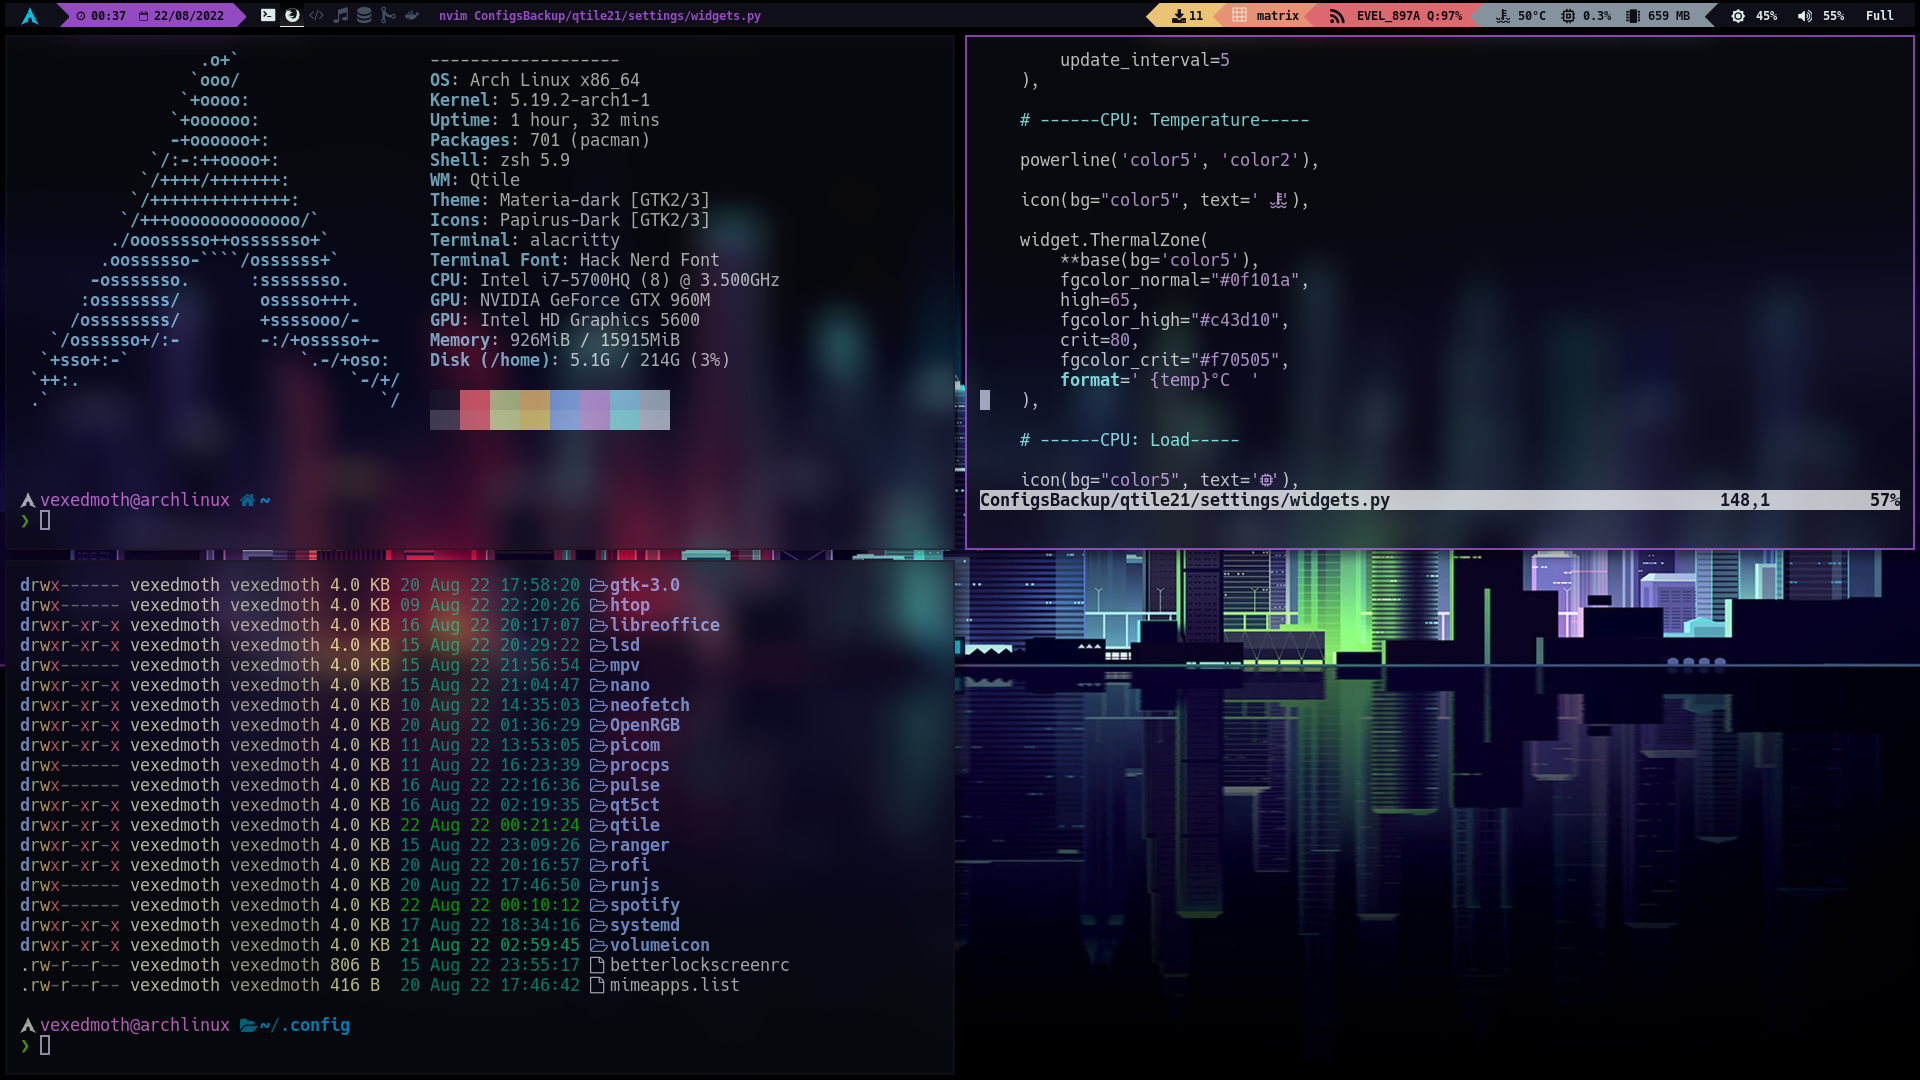 00:37 22/08/2022 nvim ConfigsBackup/qtile21/settings/widgets.py 11 matrix EVEL_897A Q:97% 50°C 0.3% 659 MB 45% 55% Full
-------------------
OS: Arch Linux x86_64
Kernel: 5.19.2-arch1-1
Uptime: 1 hour, 32 mins
Packages: 701 (pacman)
Shell: zsh 5.9
WM: Qtile
Theme: Materia-dark [GTK2/3]
Icons: Papirus-Dark [GTK2/3]
Terminal: alacritty
Terminal Font: Hack Nerd Font
CPU: Intel i7-5700HQ (8) @ 3.500GHz
GPU: NVIDIA GeForce GTX 960M
GPU: Intel HD Graphics 5600
Memory: 926MiB / 15915MiB
Disk (/home): 5.1G / 214G (3%)
vexedmoth@archlinux ~
❯
update_interval=5
),
# ------CPU: Temperature-----
powerline('color5', 'color2'),
icon(bg="color5", text=' '),
widget.ThermalZone(
**base(bg='color5'),
fgcolor_normal="#0f101a",
high=65,
fgcolor_high="#c43d10",
crit=80,
fgcolor_crit="#f70505",
format=' {temp}°C  '
),
# ------CPU: Load-----
icon(bg="color5", text=' '),
ConfigsBackup/qtile21/settings/widgets.py 148,1 57%
drwx------ vexedmoth vexedmoth 4.0 KB 20 Aug 22 17:58:20 gtk-3.0
drwx------ vexedmoth vexedmoth 4.0 KB 09 Aug 22 22:20:26 htop
drwxr-xr-x vexedmoth vexedmoth 4.0 KB 16 Aug 22 20:17:07 libreoffice
drwxr-xr-x vexedmoth vexedmoth 4.0 KB 15 Aug 22 20:29:22 lsd
drwx------ vexedmoth vexedmoth 4.0 KB 15 Aug 22 21:56:54 mpv
drwxr-xr-x vexedmoth vexedmoth 4.0 KB 15 Aug 22 21:04:47 nano
drwxr-xr-x vexedmoth vexedmoth 4.0 KB 10 Aug 22 14:35:03 neofetch
drwxr-xr-x vexedmoth vexedmoth 4.0 KB 20 Aug 22 01:36:29 OpenRGB
drwxr-xr-x vexedmoth vexedmoth 4.0 KB 11 Aug 22 13:53:05 picom
drwx------ vexedmoth vexedmoth 4.0 KB 11 Aug 22 16:23:39 procps
drwx------ vexedmoth vexedmoth 4.0 KB 16 Aug 22 22:16:36 pulse
drwxr-xr-x vexedmoth vexedmoth 4.0 KB 16 Aug 22 02:19:35 qt5ct
drwxr-xr-x vexedmoth vexedmoth 4.0 KB 22 Aug 22 00:21:24 qtile
drwxr-xr-x vexedmoth vexedmoth 4.0 KB 15 Aug 22 23:09:26 ranger
drwxr-xr-x vexedmoth vexedmoth 4.0 KB 20 Aug 22 20:16:57 rofi
drwx------ vexedmoth vexedmoth 4.0 KB 20 Aug 22 17:46:50 runjs
drwx------ vexedmoth vexedmoth 4.0 KB 22 Aug 22 00:10:12 spotify
drwxr-xr-x vexedmoth vexedmoth 4.0 KB 17 Aug 22 18:34:16 systemd
drwxr-xr-x vexedmoth vexedmoth 4.0 KB 21 Aug 22 02:59:45 volumeicon
.rw-r--r-- vexedmoth vexedmoth 806 B 15 Aug 22 23:55:17 betterlockscreenrc
.rw-r--r-- vexedmoth vexedmoth 416 B 20 Aug 22 17:46:42 mimeapps.list
vexedmoth@archlinux ~/.config
❯